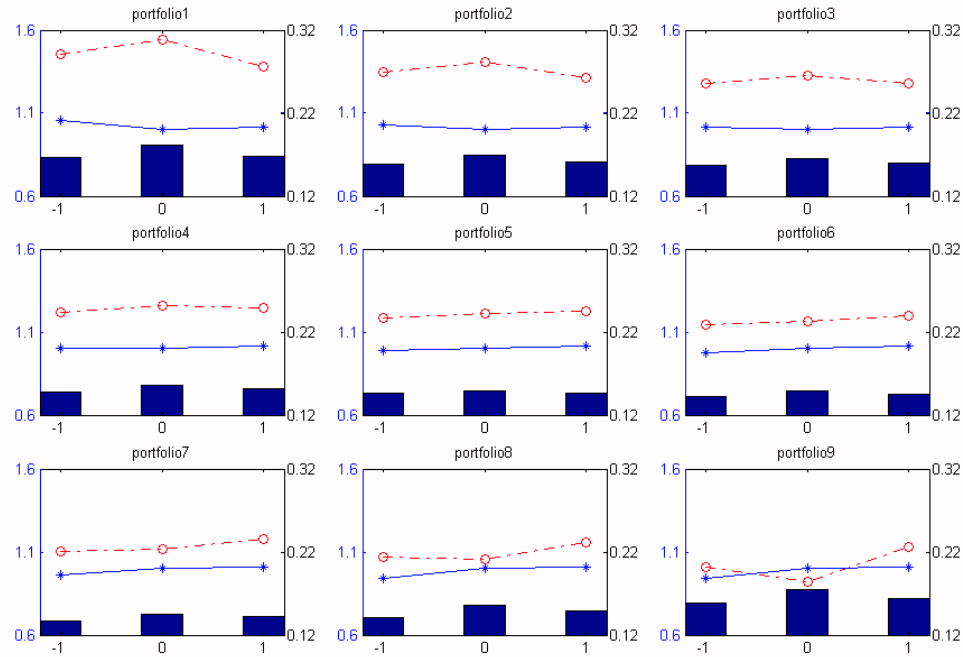 portfolio1 portfolio2 portfolio3
1.6 0.32 1.6 0.32 1.6 0.32
1.1 0.22 1.1 0.22 1.1 0.22
0.6 0.12 0.6 0.12 0.6 0.12
-1 0 1 -1 0 1 -1 0 1
portfolio4 portfolio5 portfolio6
1.6 0.32 1.6 0.32 1.6 0.32
1.1 0.22 1.1 0.22 1.1 0.22
0.6 0.12 0.6 0.12 0.6 0.12
-1 0 1 -1 0 1 -1 0 1
portfolio7 portfolio8 portfolio9
1.6 0.32 1.6 0.32 1.6 0.32
1.1 0.22 1.1 0.22 1.1 0.22
0.6 0.12 0.6 0.12 0.6 0.12
-1 0 1 -1 0 1 -1 0 1